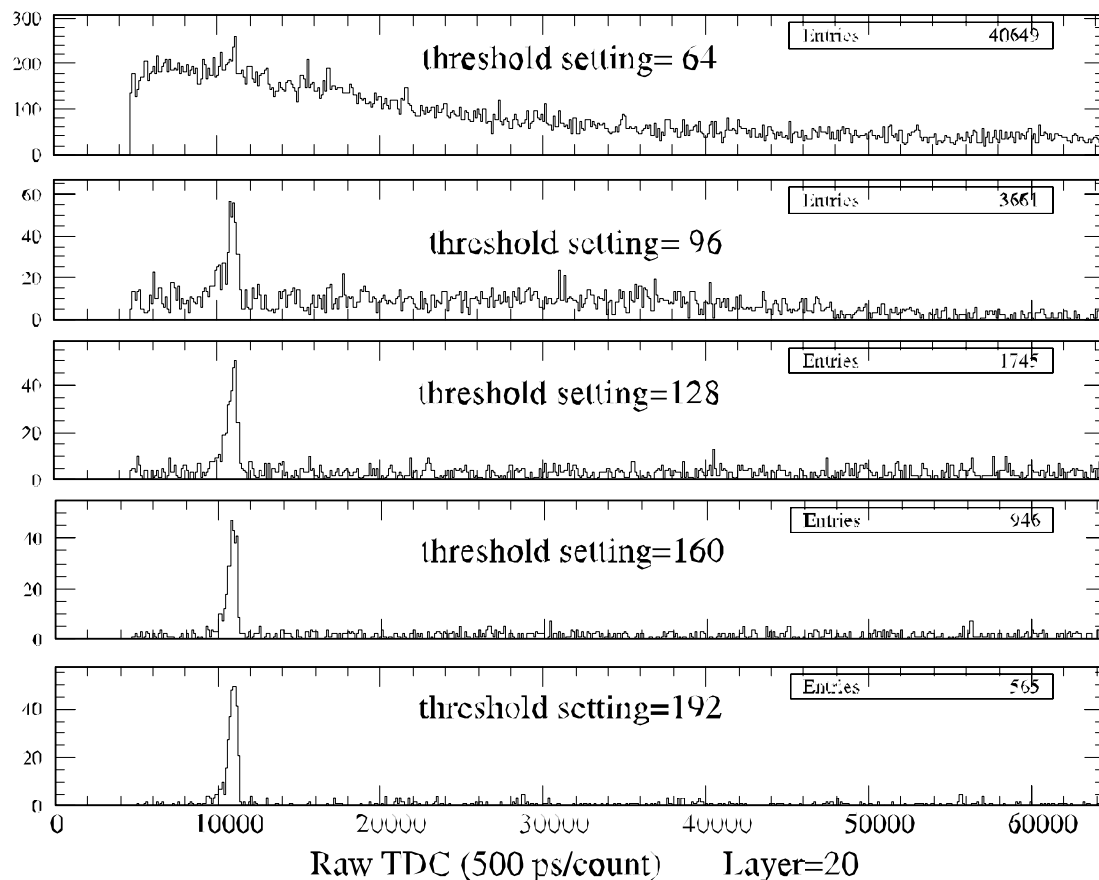 300
200
100
0
Entries 40649
threshold setting= 64
60
40
20
0
Entries 3661
threshold setting= 96
40
20
0
Entries 1745
threshold setting=128
40
20
0
Entries 946
threshold setting=160
40
20
0
Entries 565
threshold setting=192
0 10000 20000 30000 40000 50000 60000
Raw TDC (500 ps/count) Layer=20